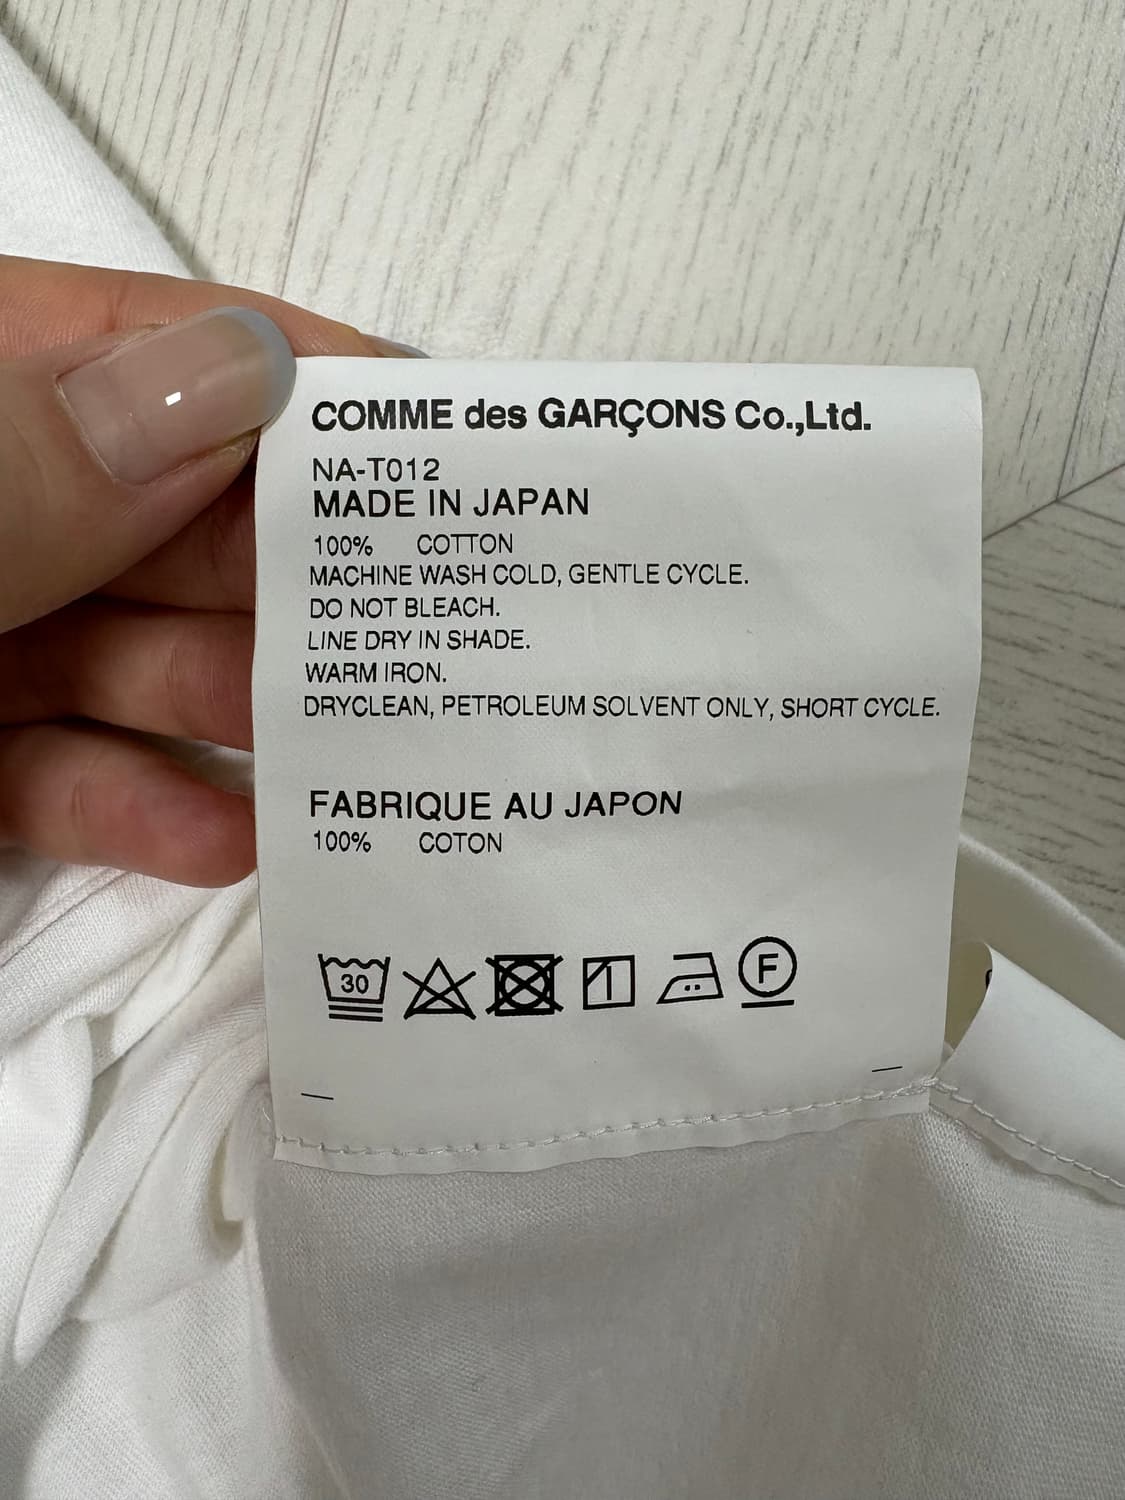 COMME des GARÇONS Co.,Ltd.
NA-T012
MADE IN JAPAN
100% COTTON
MACHINE WASH COLD, GENTLE CYCLE.
DO NOT BLEACH.
LINE DRY IN SHADE.
WARM IRON.
DRYCLEAN, PETROLEUM SOLVENT ONLY, SHORT CYCLE.
FABRIQUE AU JAPON
100% COTON
30 F